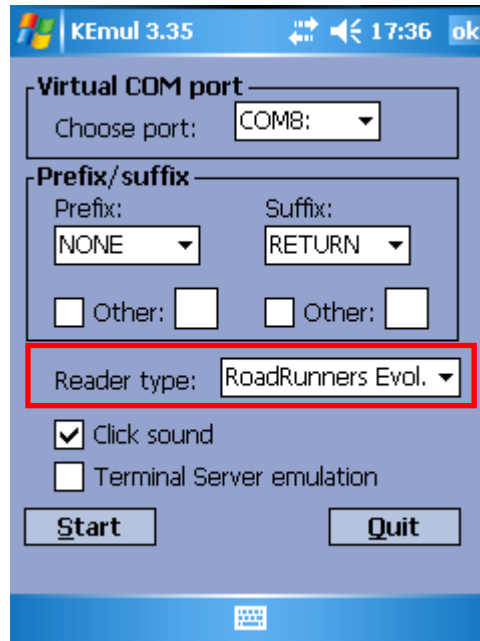 KEmul 3.35 17:36 ok
Virtual COM port
Choose port: COM8:
Prefix/suffix
Prefix: Suffix:
NONE RETURN
Other: Other:
Reader type: RoadRunners Evol.
Click sound
Terminal Server emulation
Start Quit